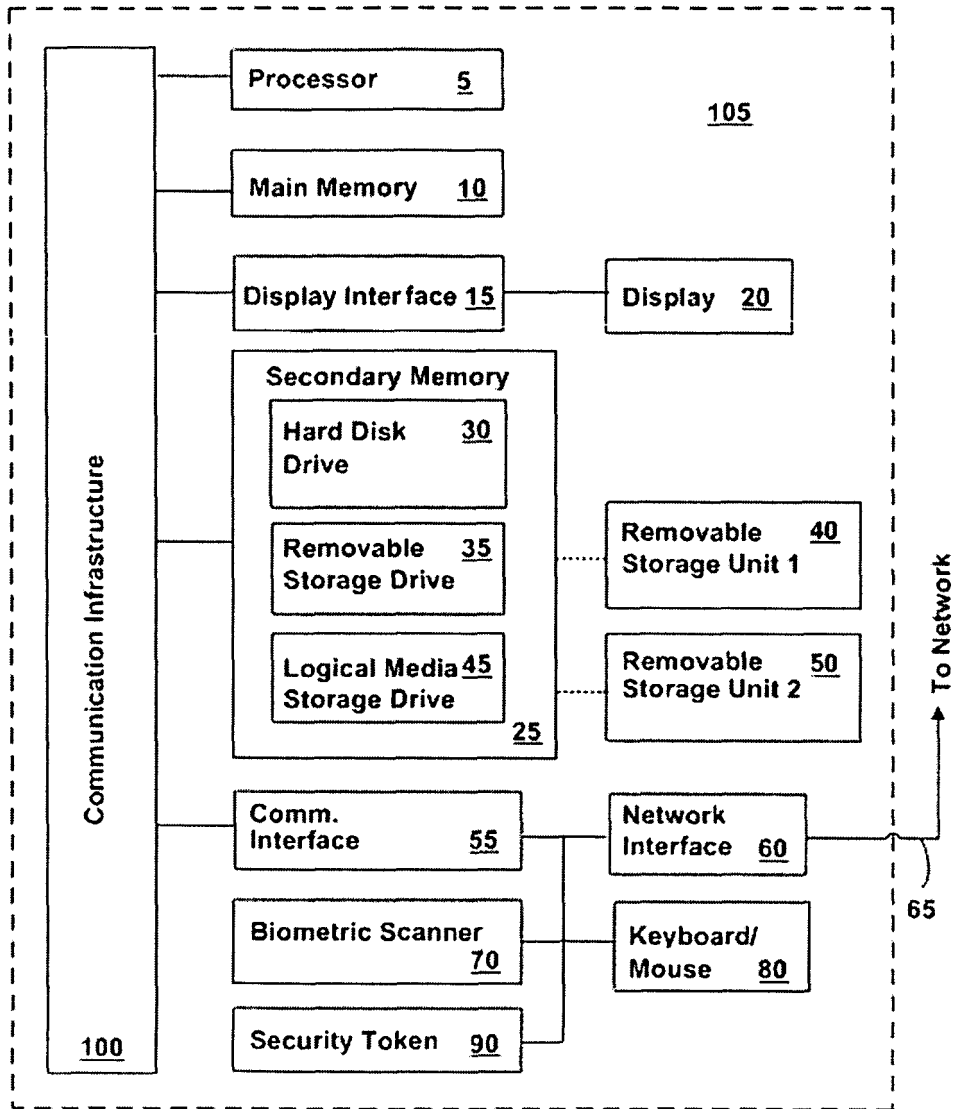 Processor 5
105
Main Memory 10
Display Interface 15
Display 20
Secondary Memory
Hard Disk 30
Drive
Removable 35
Storage Drive
Removable 40
Storage Unit 1
Logical Media 45
Storage Drive
Removable 50
Storage Unit 2
25
Communication Infrastructure
To Network
Comm.
Interface 55
Network
Interface 60
65
Biometric Scanner
70
Keyboard/
Mouse 80
Security Token 90
100